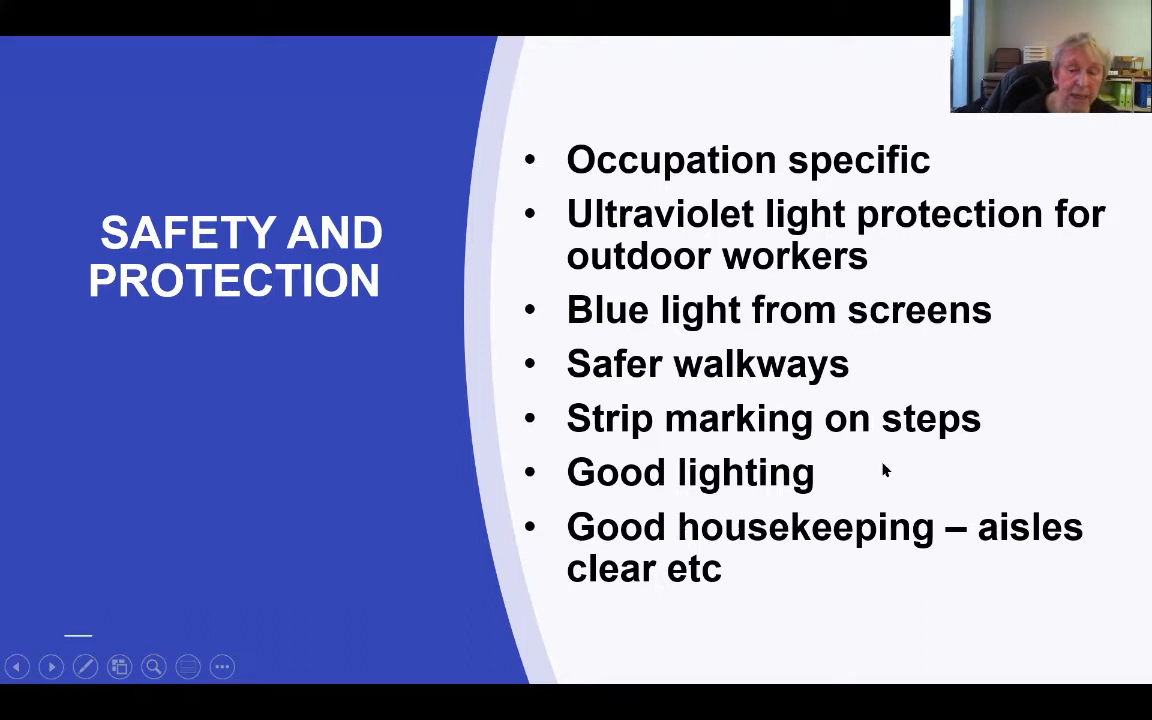 SAFETY AND
PROTECTION
• Occupation specific
• Ultraviolet light protection for
outdoor workers
• Blue light from screens
• Safer walkways
• Strip marking on steps
• Good lighting
• Good housekeeping – aisles
clear etc